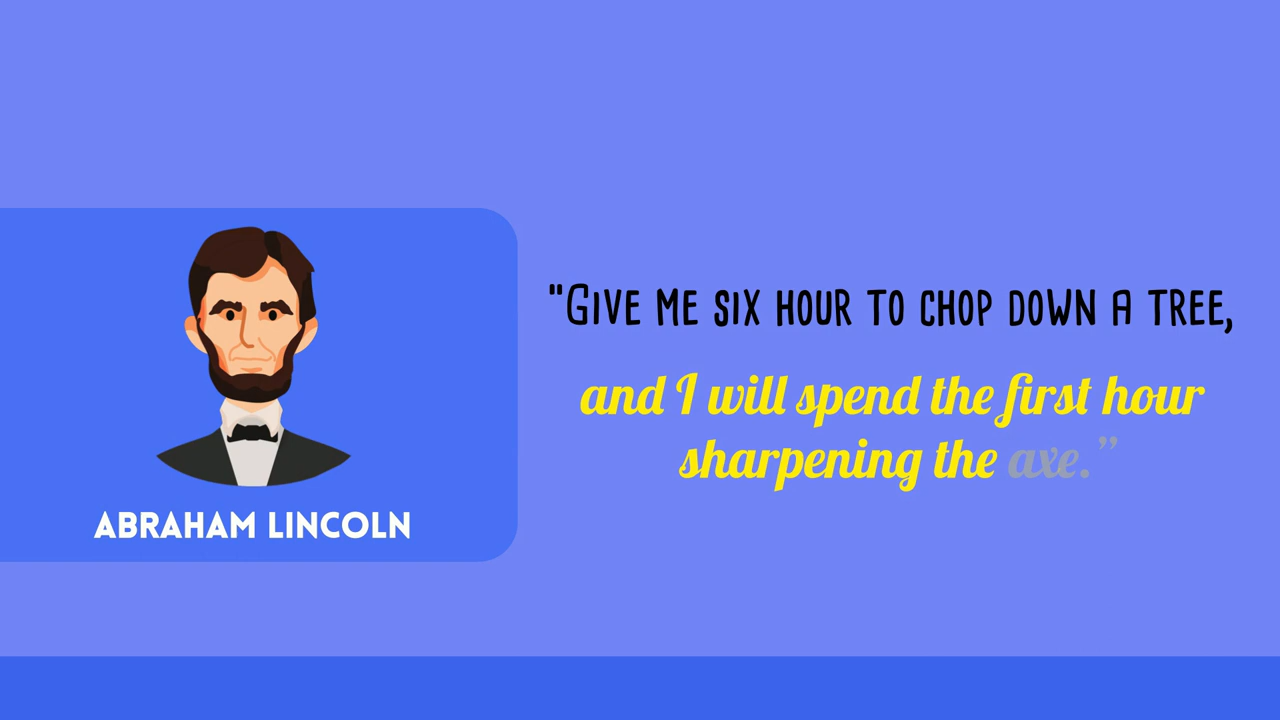 ABRAHAM LINCOLN
"GIVE ME SIX HOUR TO CHOP DOWN A TREE,
and I will spend the first hour
sharpening the axe.”